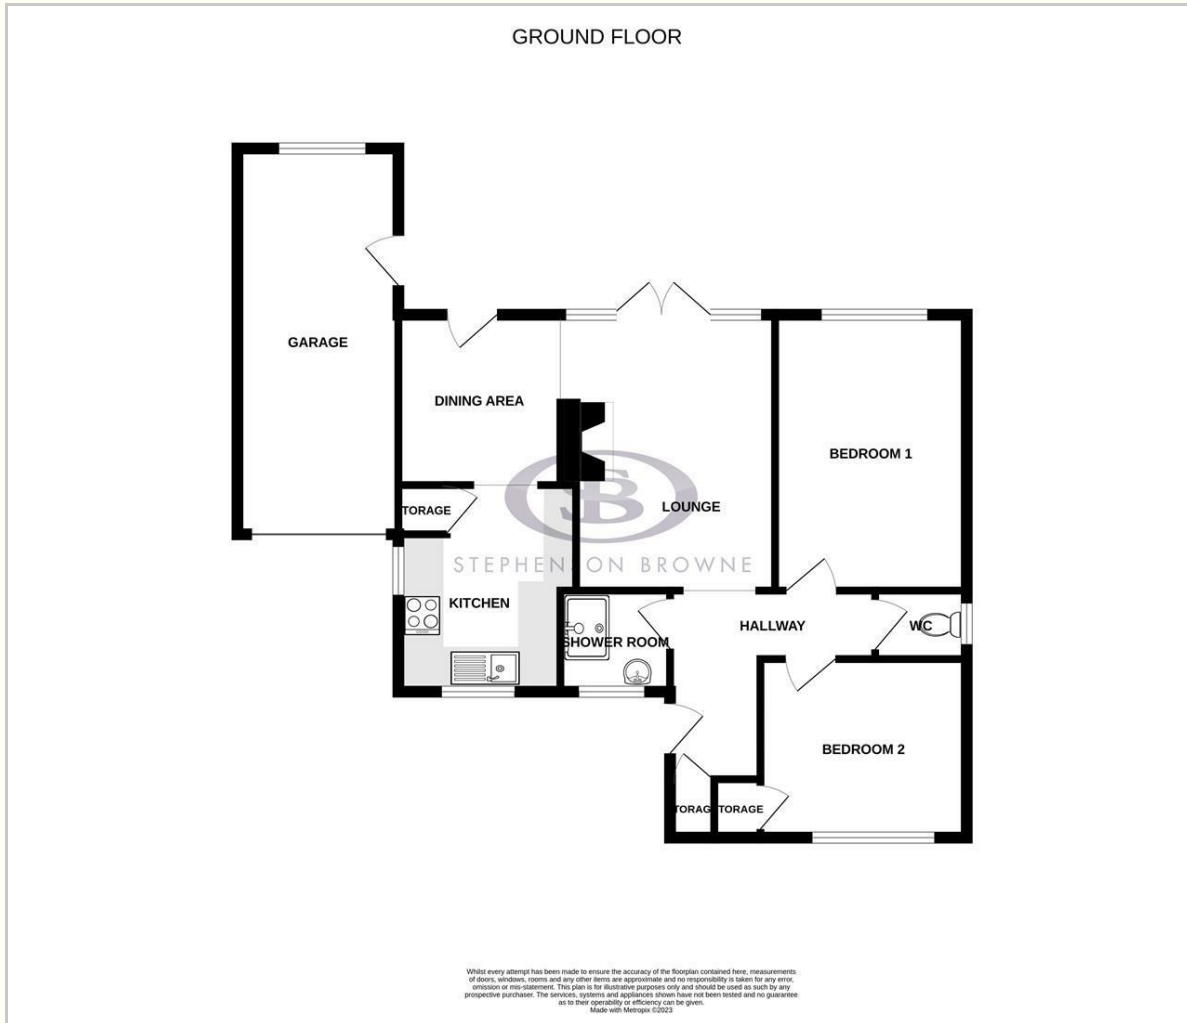 GROUND FLOOR
GARAGE
DINING AREA
BEDROOM 1
TORAGE
LOUNGE
STEPHENSON BROWNE
KITCHEN
HALLWAY
WC
SHOWER ROOM
BEDROOM 2
TORAG
TORAGE
Whilst every attempt has been made to ensure the accuracy of the floorplan contained here, measurements
of doors, windows, rooms and any other items are approximate and no responsibility is taken for any error,
omission or mis-statement. This plan is for illustrative purposes only and should be used as such by any
prospective purchaser. The services, systems and appliances shown have not been tested and no guarantee
as to their operability or efficiency can be given.
Made with Metropix ©2023